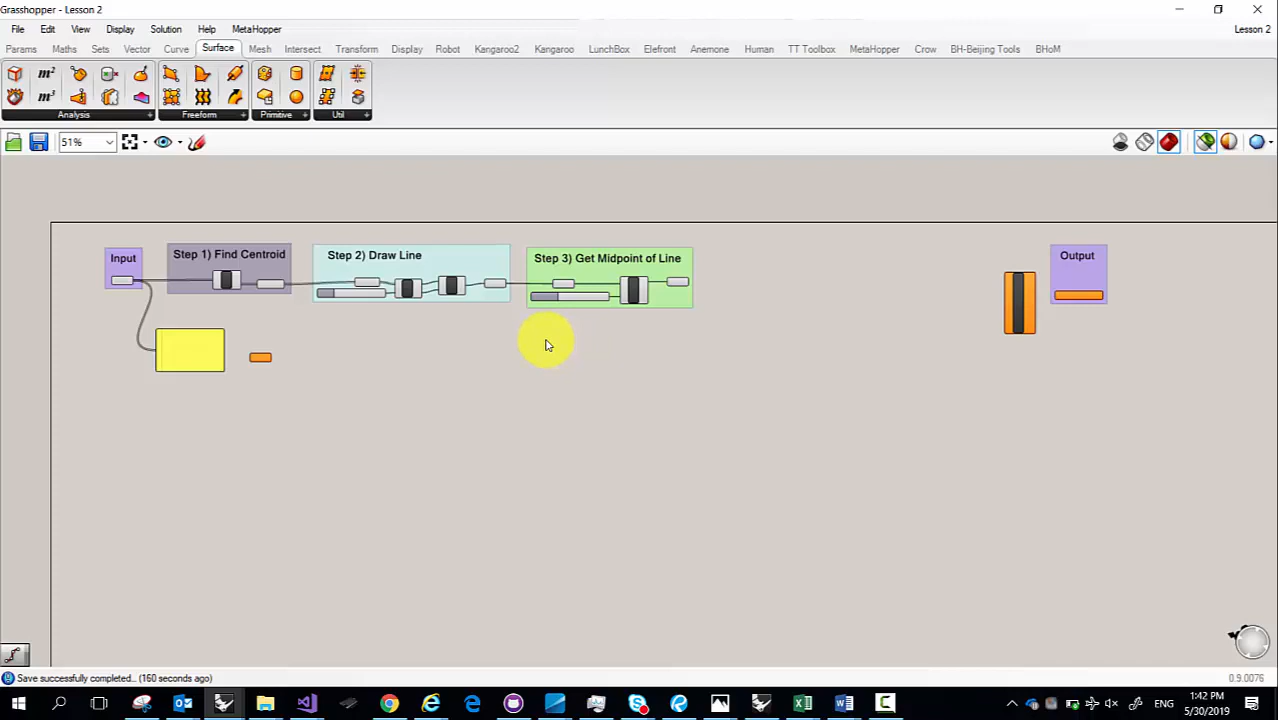 Grasshopper - Lesson 2
File Edit View Display Solution Help MetaHopper
Lesson 2
Params Maths Sets Vector Curve Surface Mesh Intersect Transform Display Robot Kangaroo2 Kangaroo LunchBox Elefront Anemone Human TT Toolbox MetaHopper Crow BH-Beijing Tools BHoM
m² m³
Analysis Freeform Primitive Util
51%
Input Step 1) Find Centroid Step 2) Draw Line Step 3) Get Midpoint of Line Output
Save successfully completed... (160 seconds ago)
0.9.0076
ENG
1:42 PM
5/30/2019